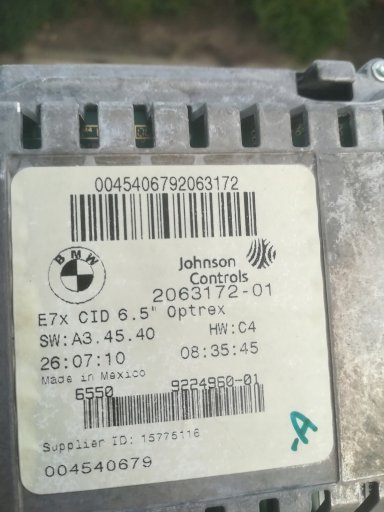 0045406792063172
BMW
Johnson
Controls
2063172-01
E7x CID 6.5" Optrex
SW:A3.45.40 HW:C4
26:07:10 08:35:45
Made in Mexico
6550 9224960-01
Supplier ID: 15775116
004540679
A